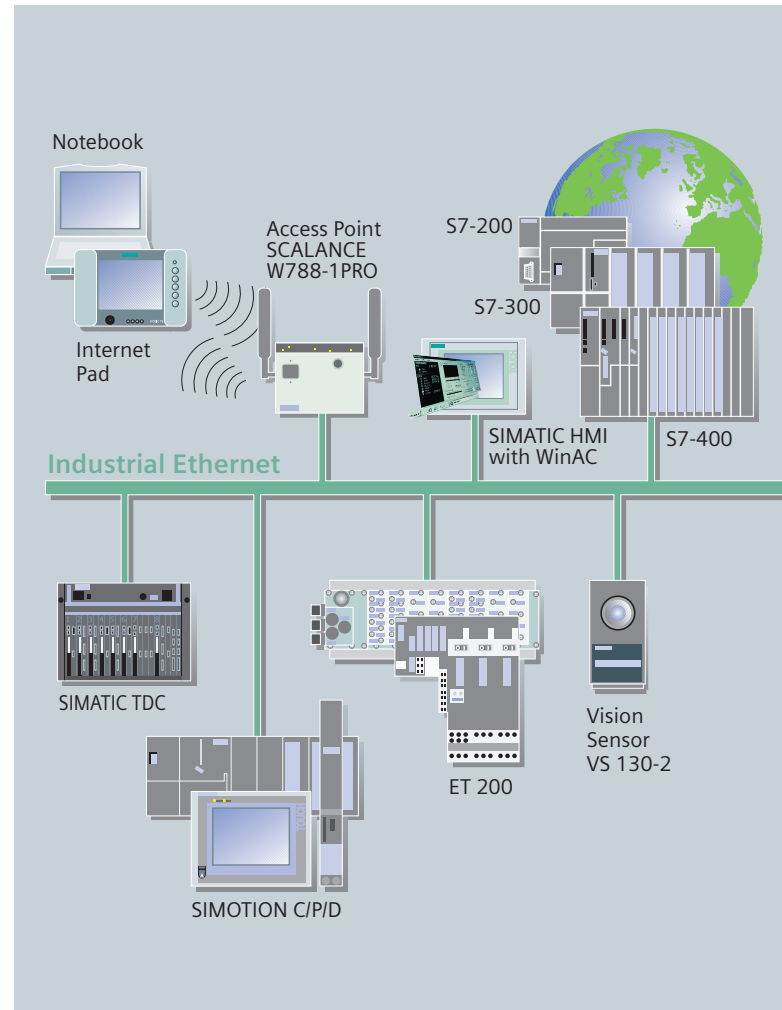 Notebook
Access Point
SCALANCE
W788-1PRO
S7-200
S7-300
Internet
Pad
SIMATIC HMI
with WinAC
S7-400
Industrial Ethernet
SIMATIC TDC
Vision
Sensor
VS 130-2
ET 200
SIMOTION C/P/D